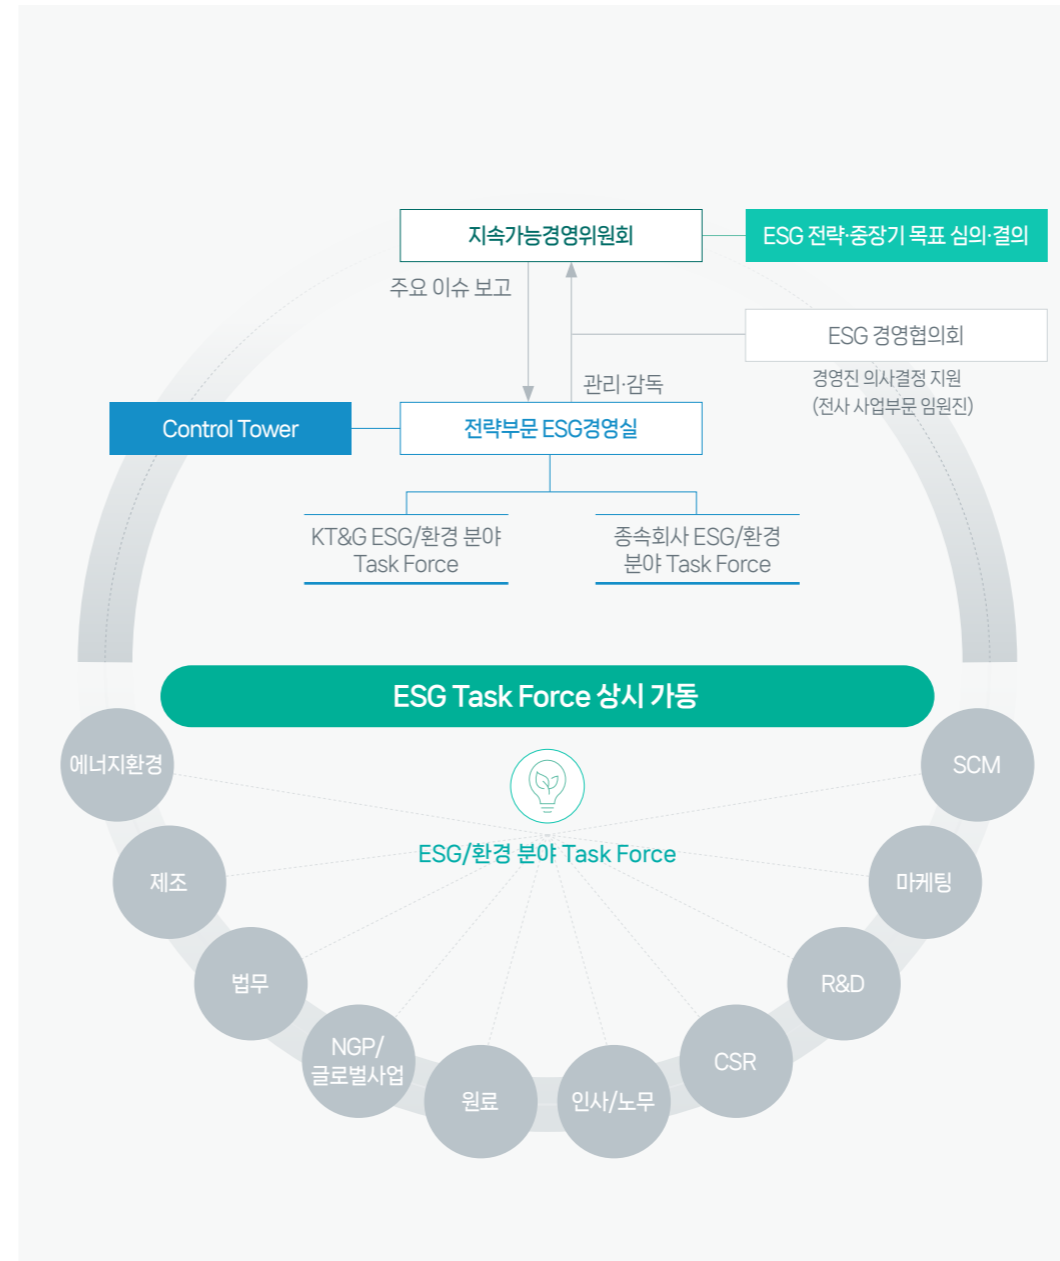 지속가능경영위원회
ESG 전략·중장기 목표 심의·결의
주요 이슈 보고
ESG 경영협의회
경영진 의사결정 지원
(전사 사업부문 임원진)
관리·감독
Control Tower
전략부문 ESG경영실
KT&G ESG/환경 분야
Task Force
종속회사 ESG/환경
분야 Task Force
ESG Task Force 상시 가동
ESG/환경 분야 Task Force
에너지환경
제조
법무
NGP/
글로벌사업
원료
인사/노무
CSR
R&D
마케팅
SCM